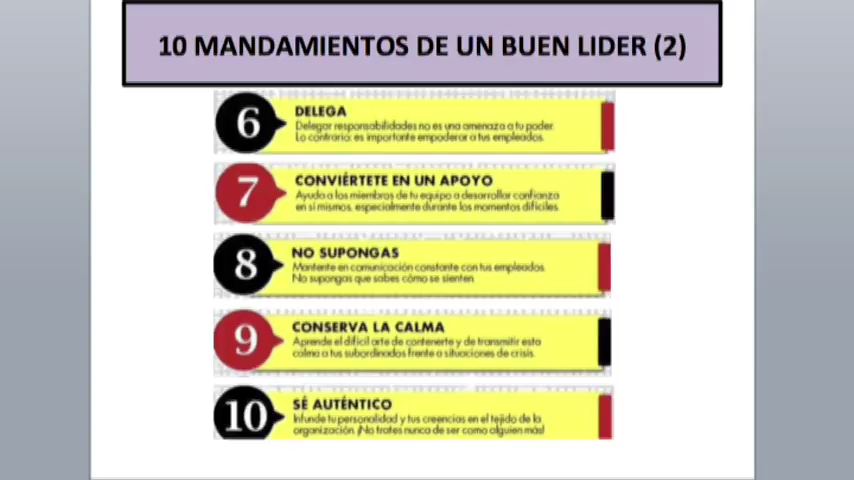 10 MANDAMIENTOS DE UN BUEN LIDER (2)
6
DELEGA
Delegar responsabilidades no es una amenaza a tu poder.
Lo contrario: es importante empoderar a tus empleados.
7
CONVIÉRTETE EN UN APOYO
Ayuda a los miembros de tu equipo a desarrollar confianza
en sí mismos, especialmente durante los momentos difíciles.
8
NO SUPONGAS
Mantente en comunicación constante con tus empleados.
No supongas que sabes cómo se sienten.
9
CONSERVA LA CALMA
Aprende el difícil arte de contenerte y de transmitir esta
calma a tus subordinados frente a situaciones de crisis.
10
SÉ AUTÉNTICO
Infunde tu personalidad y tus creencias en el tejido de la
organización. ¡No trates nunca de ser como alguien más!